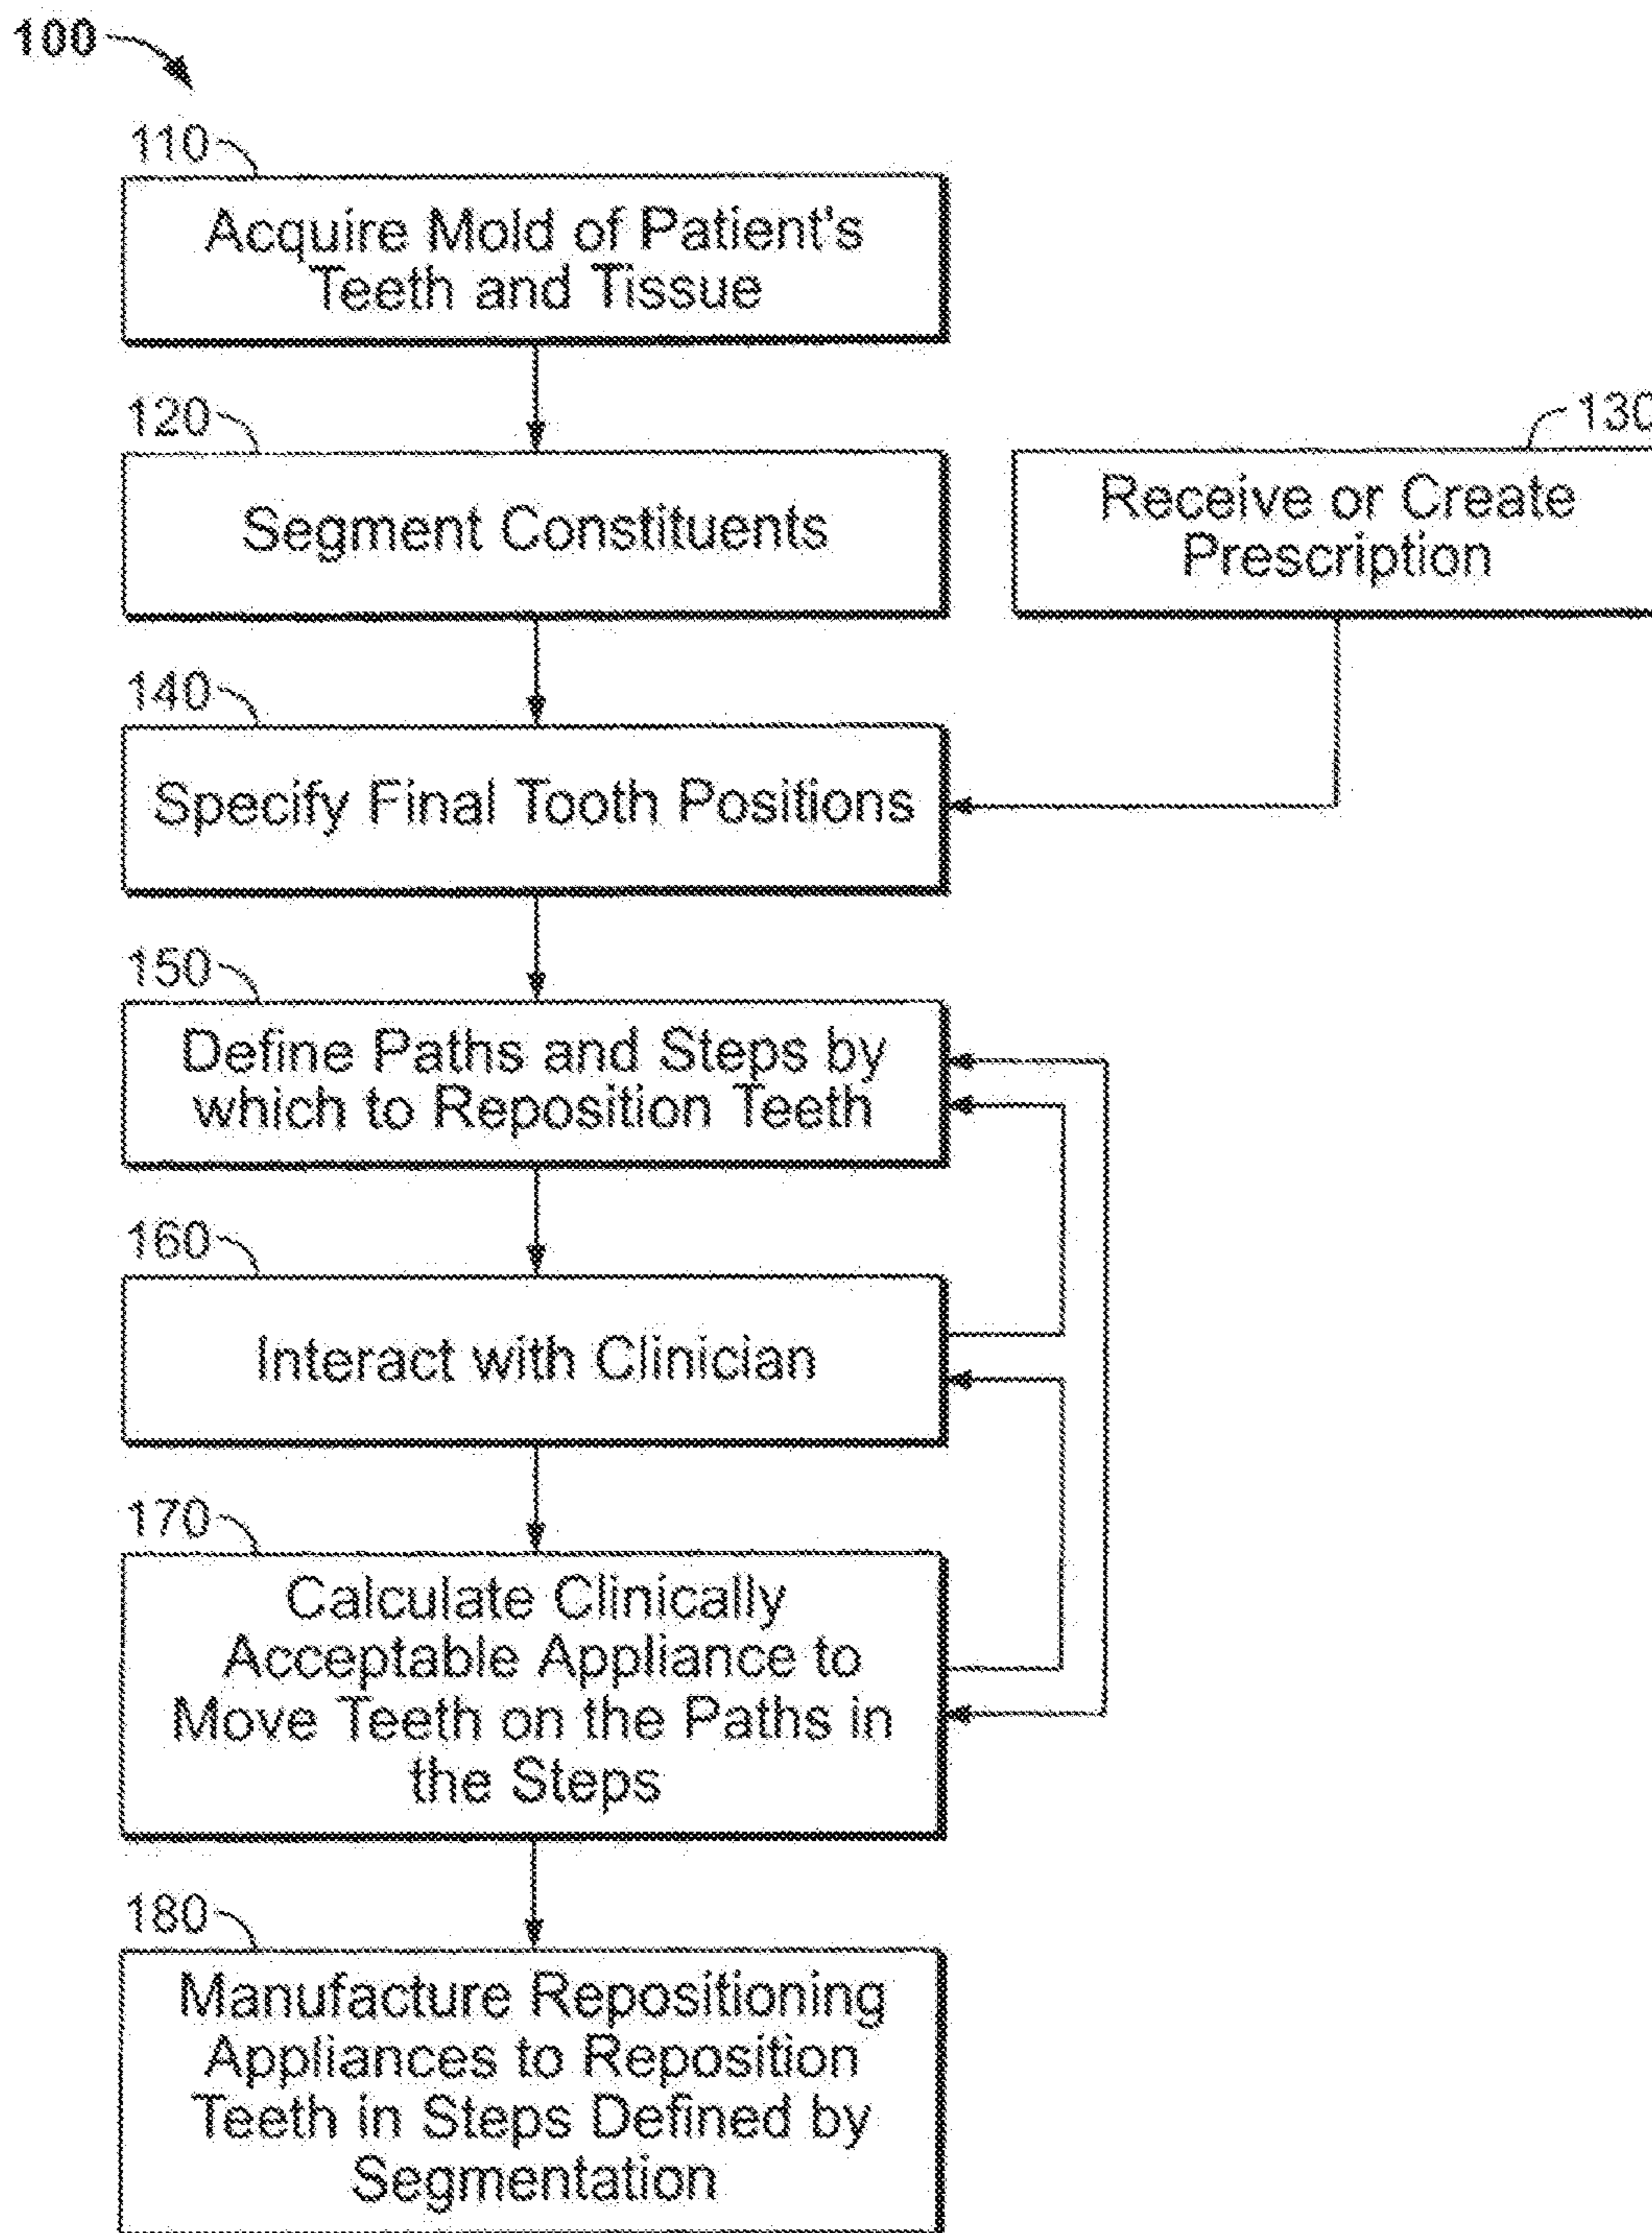 100
110
Acquire Mold of Patient's
Teeth and Tissue
120
Segment Constituents
130
Receive or Create
Prescription
140
Specify Final Tooth Positions
150
Define Paths and Steps by
which to Reposition Teeth
160
Interact with Clinician
170
Calculate Clinically
Acceptable Appliance to
Move Teeth on the Paths in
the Steps
180
Manufacture Repositioning
Appliances to Reposition
Teeth in Steps Defined by
Segmentation